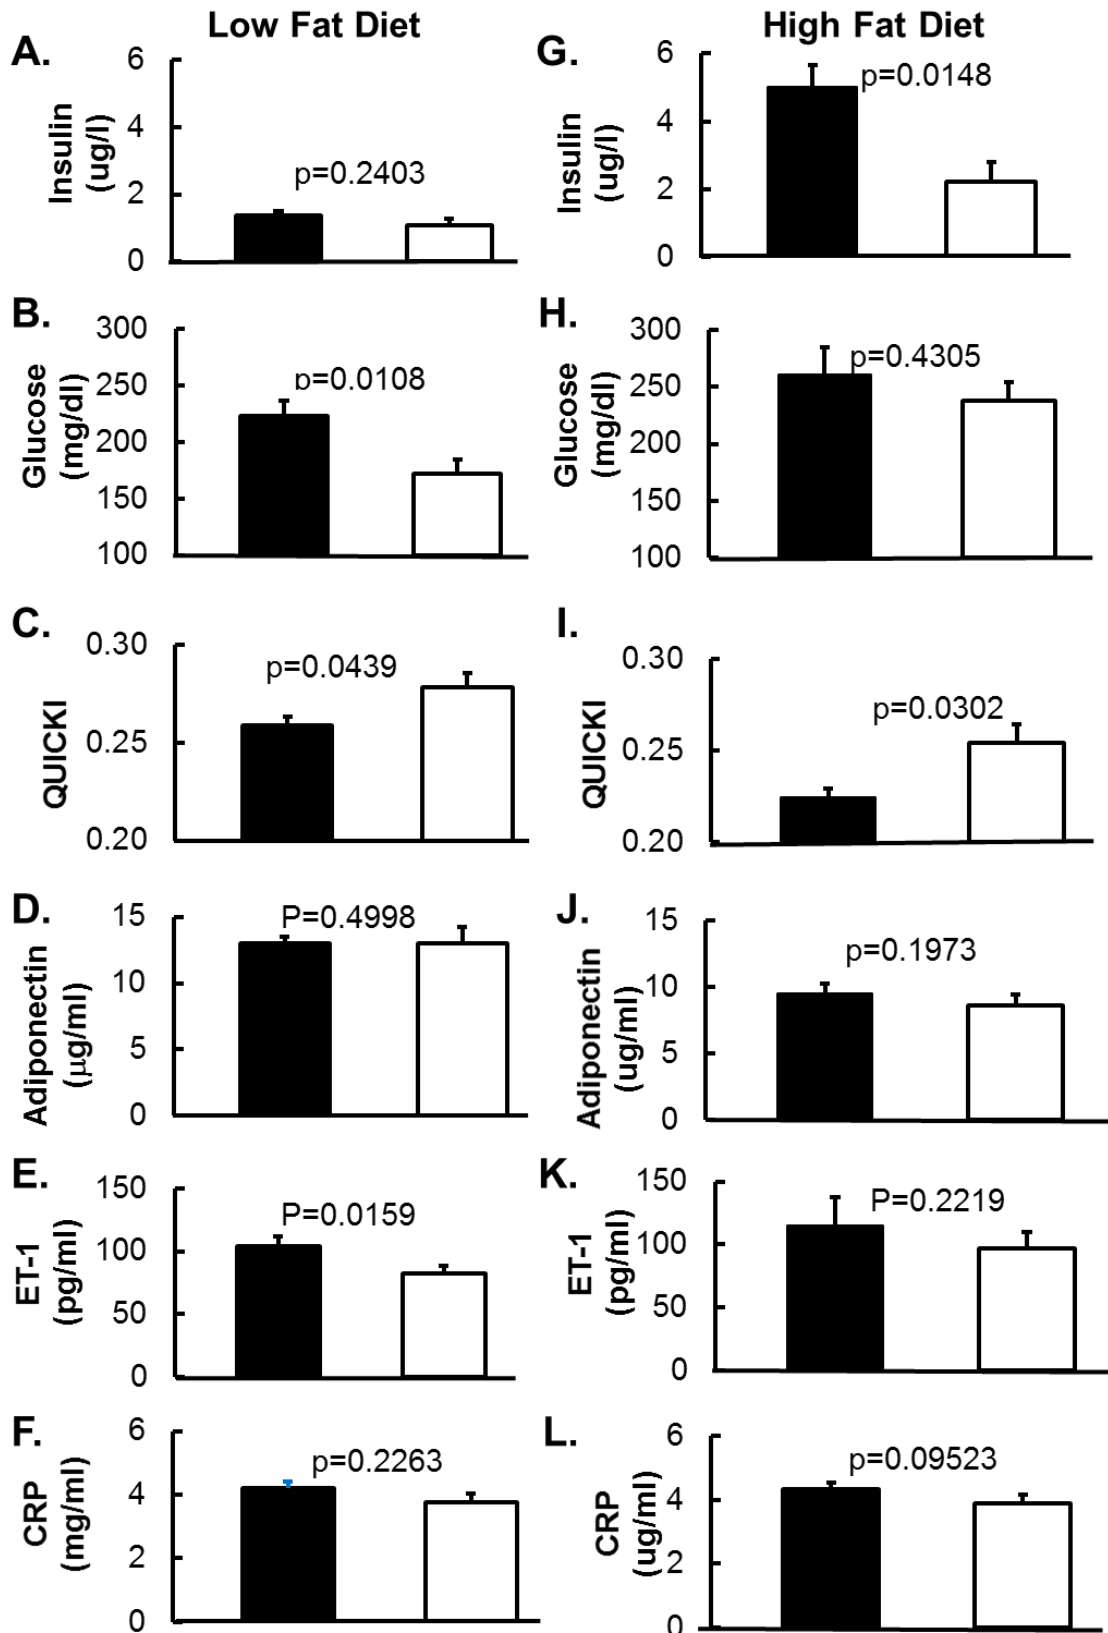 Low Fat Diet
High Fat Diet
A.
Insulin
(ug/l)
6
4
2
0
p=0.2403
G.
Insulin
(ug/l)
6
4
2
0
p=0.0148
B.
Glucose
(mg/dl)
300
250
200
150
100
p=0.0108
H.
Glucose
(mg/dl)
300
250
200
150
100
p=0.4305
C.
QUICKI
0.30
0.25
0.20
p=0.0439
I.
QUICKI
0.30
0.25
0.20
p=0.0302
D.
Adiponectin
(μg/ml)
15
10
5
0
P=0.4998
J.
Adiponectin
(ug/ml)
15
10
5
0
p=0.1973
E.
ET-1
(pg/ml)
150
100
50
0
P=0.0159
K.
ET-1
(pg/ml)
150
100
50
0
P=0.2219
F.
CRP
(mg/ml)
6
4
2
0
p=0.2263
L.
CRP
(ug/ml)
6
4
2
0
p=0.09523